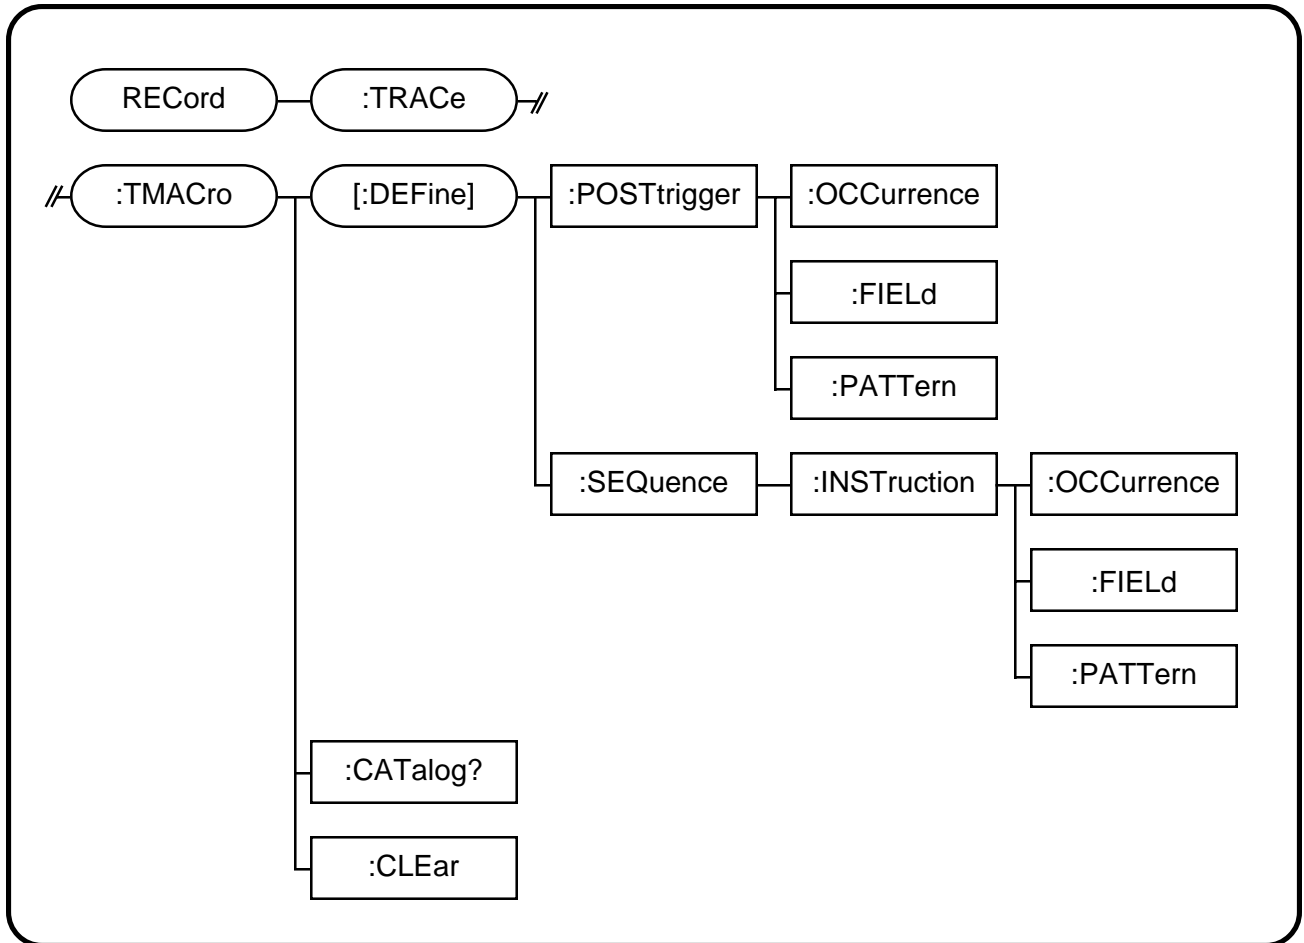 RECord :TRACe
:TMACro [:DEFine] :POSTtrigger :OCCurrence
:FIELd
:PATTern
:SEQuence :INSTruction :OCCurrence
:FIELd
:PATTern
:CATalog?
:CLEar